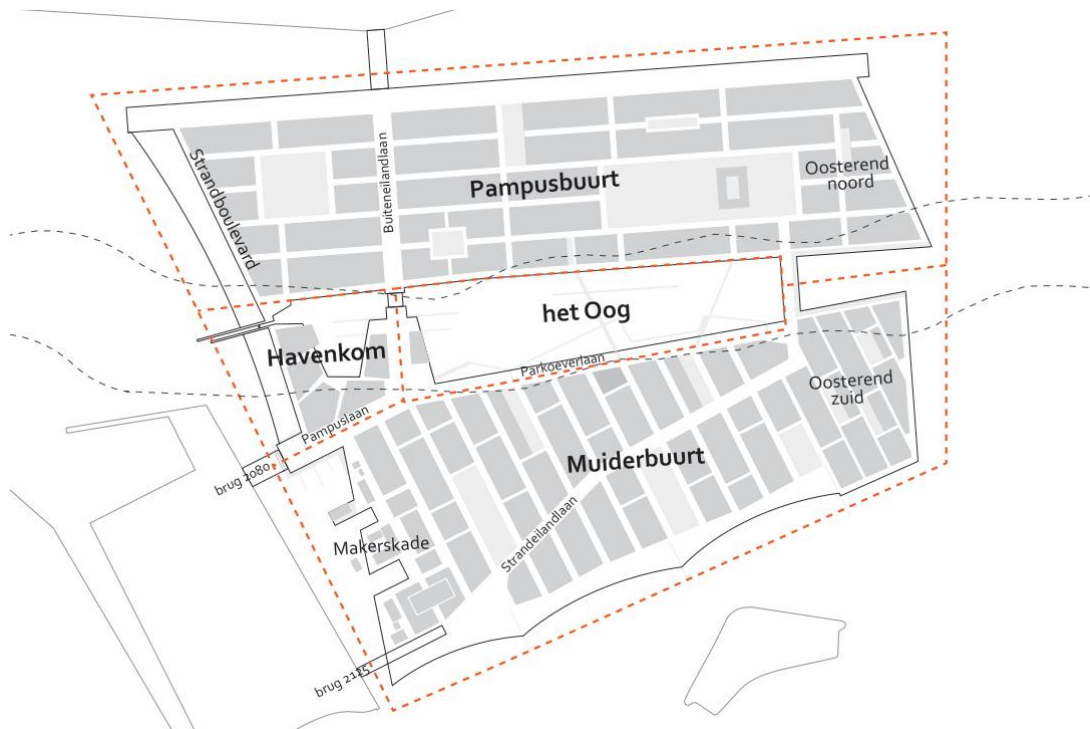 Strandboulevard
Buiteneilandlaan
Pampusbuurt
Oosterend
noord
het Oog
Havenkom
Parkoeverlaan
Oosterend
zuid
Pampuslaan
Muiderbuurt
brug 2080
Strandeilandlaan
Makerskade
brug 2125